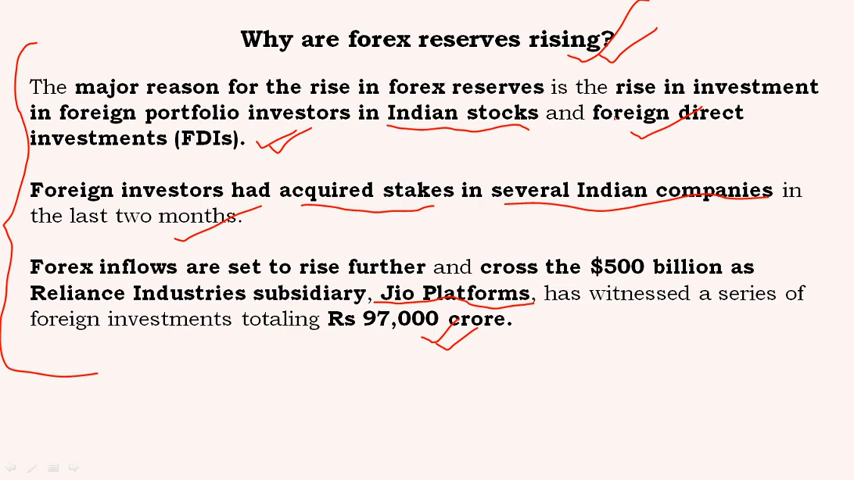 Why are forex reserves rising?
The major reason for the rise in forex reserves is the rise in investment
in foreign portfolio investors in Indian stocks and foreign direct
investments (FDIs).
Foreign investors had acquired stakes in several Indian companies in
the last two months.
Forex inflows are set to rise further and cross the $500 billion as
Reliance Industries subsidiary, Jio Platforms, has witnessed a series of
foreign investments totaling Rs 97,000 crore.